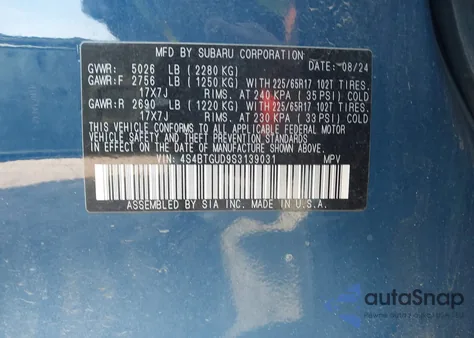 MFD BY SUBARU CORPORATION
GVWR: 5026 LB (2280 KG) DATE: 08/24
GAWR:F 2756 LB (1250 KG) WITH 225/65R17 102T TIRES,
17X7J RIMS, AT 240 KPA (35 PSI) COLD
GAWR:R 2690 LB (1220 KG) WITH 225/65R17 102T TIRES,
17X7J RIMS, AT 230 KPA (33 PSI) COLD
THIS VEHICLE CONFORMS TO ALL APPLICABLE FEDERAL MOTOR
VEHICLE SAFETY, BUMPER, AND THEFT PREVENTION STANDARDS
IN EFFECT ON THE DATE OF MANUFACTURE SHOWN ABOVE.
VIN: 4S4BTGUD9S3139031 MPV
ASSEMBLED BY SIA INC. MADE IN U.S.A.
autoSnap